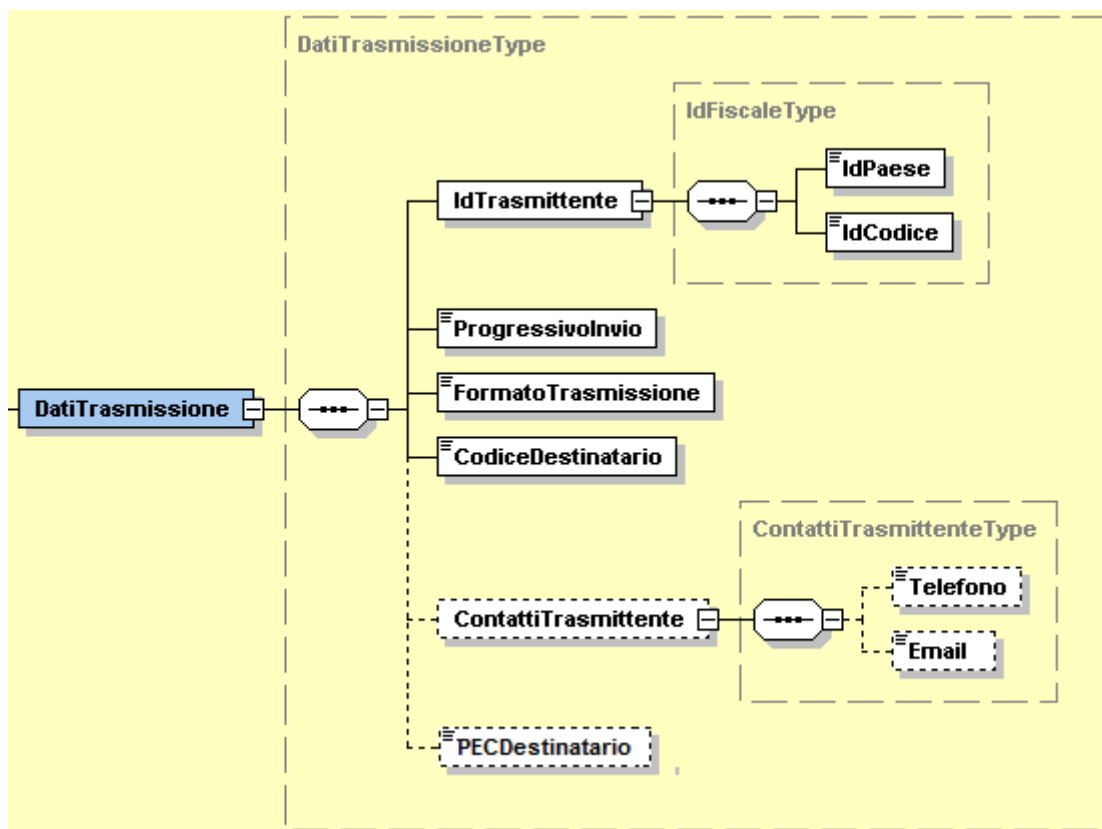 DatiTrasmissioneType
IdFiscaleType
IdPaese
IdTrasmittente
IdCodice
ProgressivoInvio
FormatoTrasmissione
DatiTrasmissione
CodiceDestinatario
ContattiTrasmittenteType
Telefono
ContattiTrasmittente
Email
PECDestinatario